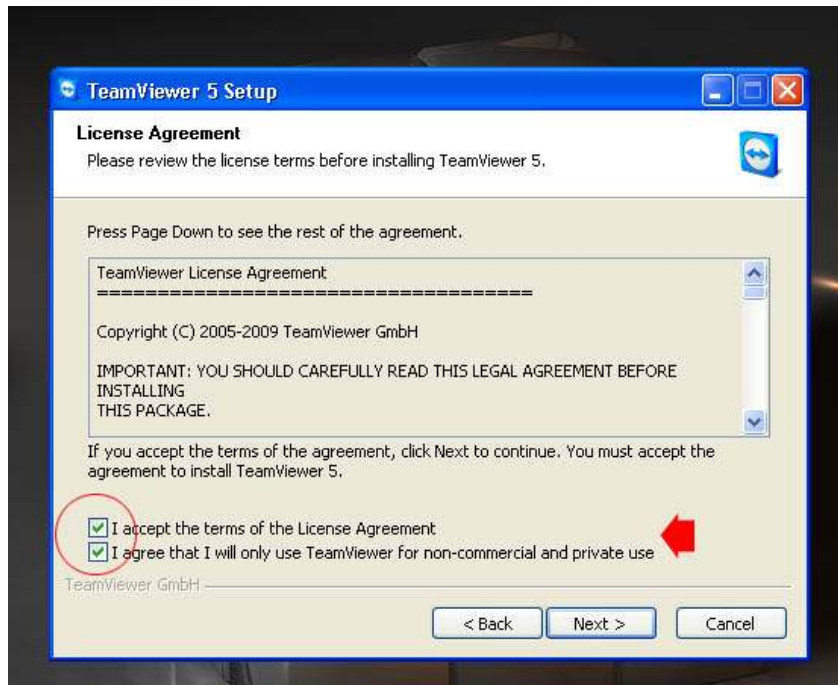 TeamViewer 5 Setup
License Agreement
Please review the license terms before installing TeamViewer 5.
Press Page Down to see the rest of the agreement.
TeamViewer License Agreement
====================================
Copyright (C) 2005-2009 TeamViewer GmbH
IMPORTANT: YOU SHOULD CAREFULLY READ THIS LEGAL AGREEMENT BEFORE
INSTALLING
THIS PACKAGE.
If you accept the terms of the agreement, click Next to continue. You must accept the
agreement to install TeamViewer 5.
I accept the terms of the License Agreement
I agree that I will only use TeamViewer for non-commercial and private use
TeamViewer GmbH
< Back Next > Cancel